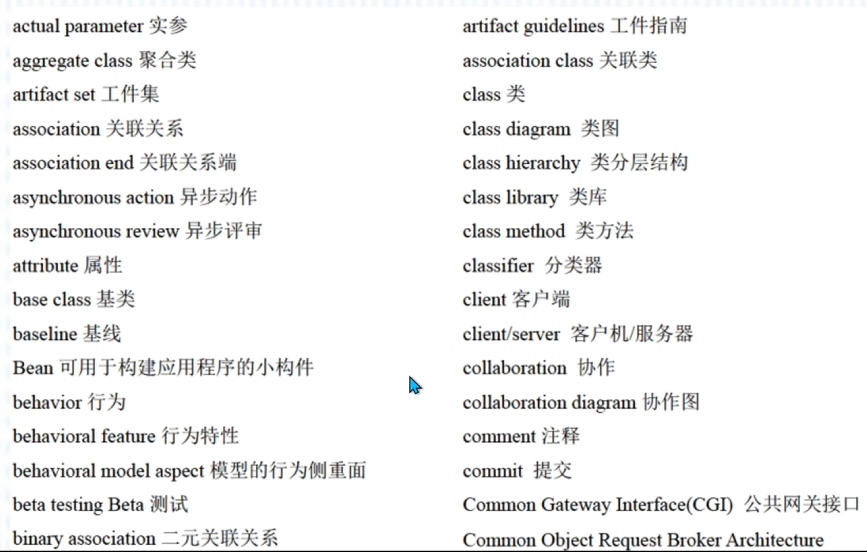 actual parameter 实参
aggregate class 聚合类
artifact set 工件集
association 关联关系
association end 关联关系端
asynchronous action 异步动作
asynchronous review 异步评审
attribute 属性
base class 基类
baseline 基线
Bean 可用于构建应用程序的小构件
behavior 行为
behavioral feature 行为特性
behavioral model aspect 模型的行为侧重面
beta testing Beta 测试
binary association 二元关联关系
artifact guidelines 工件指南
association class 关联类
class 类
class diagram 类图
class hierarchy 类分层结构
class library 类库
class method 类方法
classifier 分类器
client 客户端
client/server 客户机/服务器
collaboration 协作
collaboration diagram 协作图
comment 注释
commit 提交
Common Gateway Interface(CGI) 公共网关接口
Common Object Request Broker Architecture